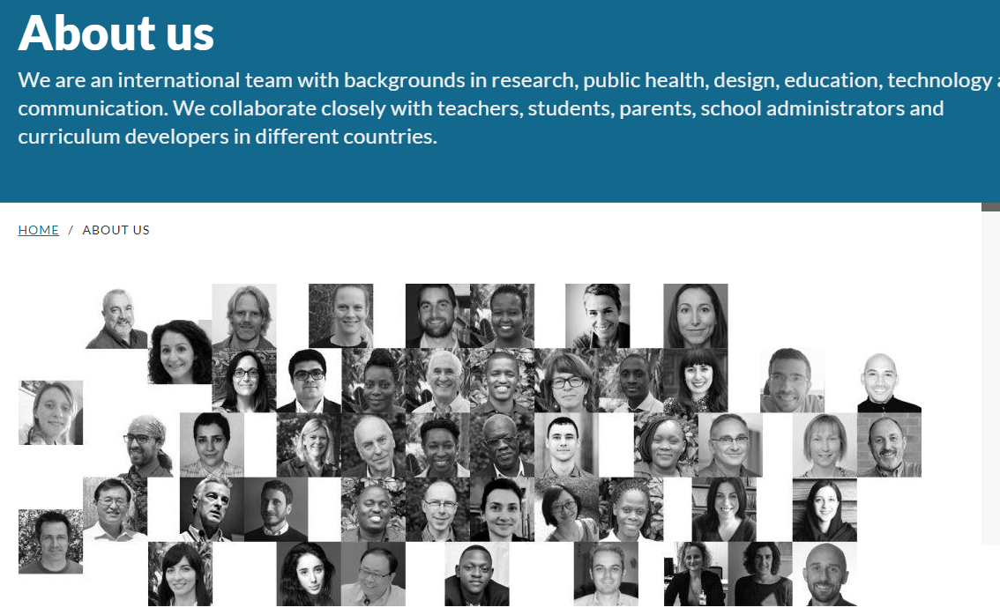 About us
We are an international team with backgrounds in research, public health, design, education, technology
communication. We collaborate closely with teachers, students, parents, school administrators and
curriculum developers in different countries.
HOME / ABOUT US